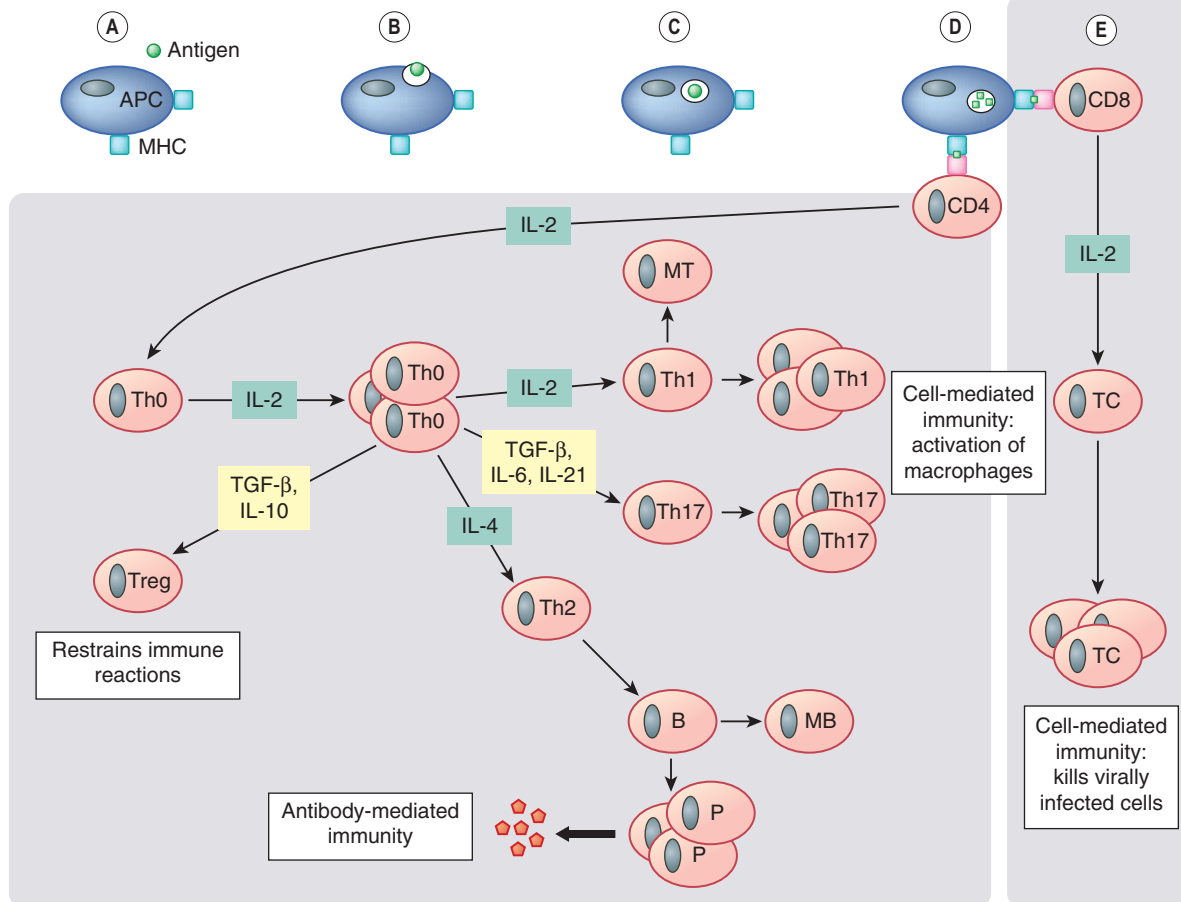 A
B
C
D
E
Antigen
APC
MHC
CD8
CD4
IL-2
IL-2
MT
Th0
IL-2
Th0
Th0
IL-2
Th1
Th1
Cell-mediated
immunity:
activation of
macrophages
TC
TGF-β,
IL-10
TGF-β,
IL-6, IL-21
IL-4
Th17
Th17
Th17
Treg
Th2
Restrains immune
reactions
TC
B
MB
Cell-mediated
immunity:
kills virally
infected cells
Antibody-mediated
immunity
P
P